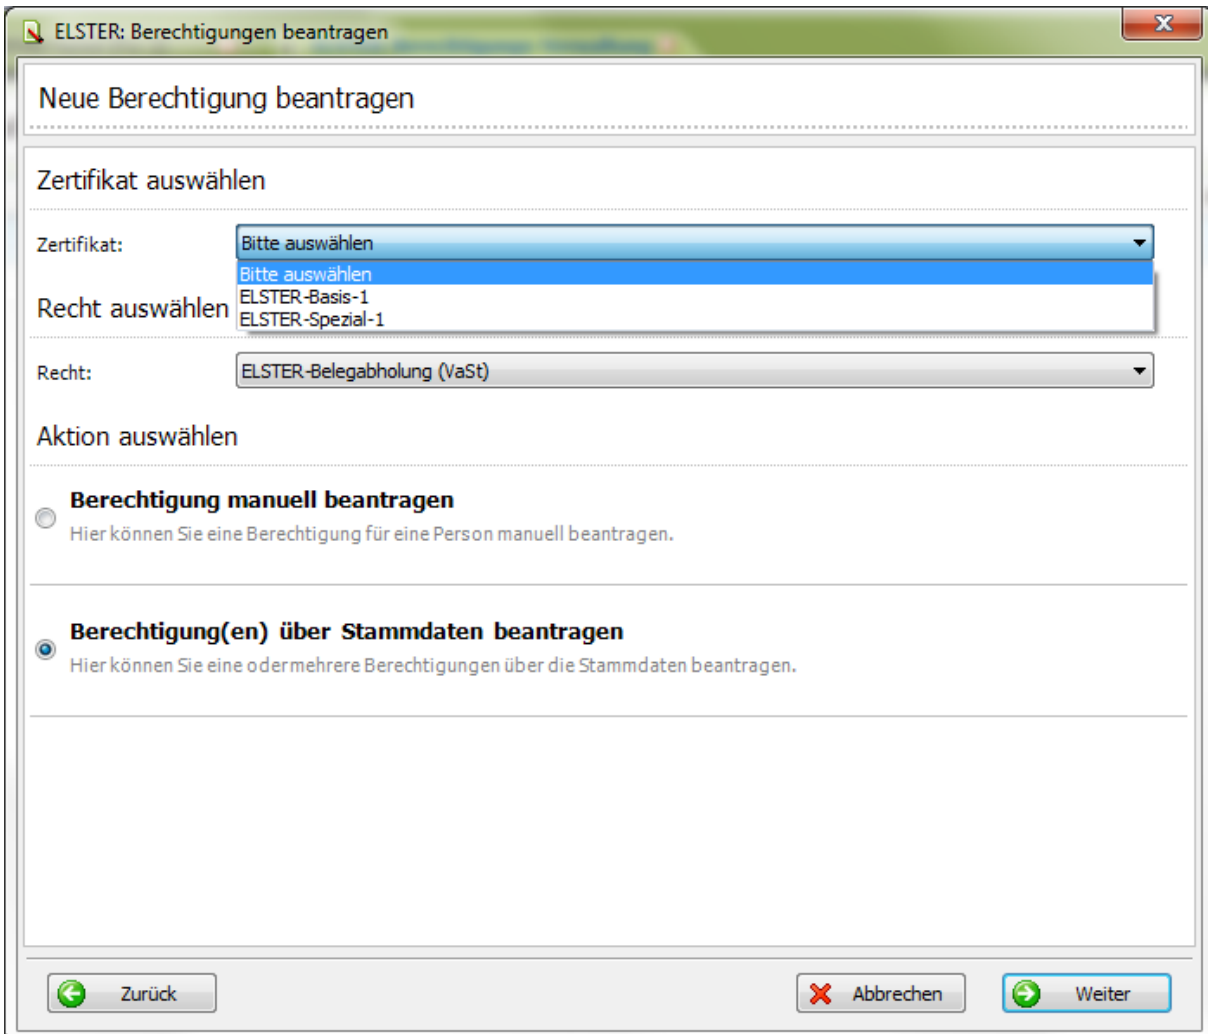 ELSTER: Berechtigungen beantragen
Neue Berechtigung beantragen
Zertifikat auswählen
Zertifikat: Bitte auswählen
Bitte auswählen
ELSTER-Basis-1
ELSTER-Spezial-1
Recht auswählen
Recht: ELSTER-Belegabholung (VaSt)
Aktion auswählen
Berechtigung manuell beantragen
Hier können Sie eine Berechtigung für eine Person manuell beantragen.
Berechtigung(en) über Stammdaten beantragen
Hier können Sie eine oder mehrere Berechtigungen über die Stammdaten beantragen.
Zurück Abbrechen Weiter